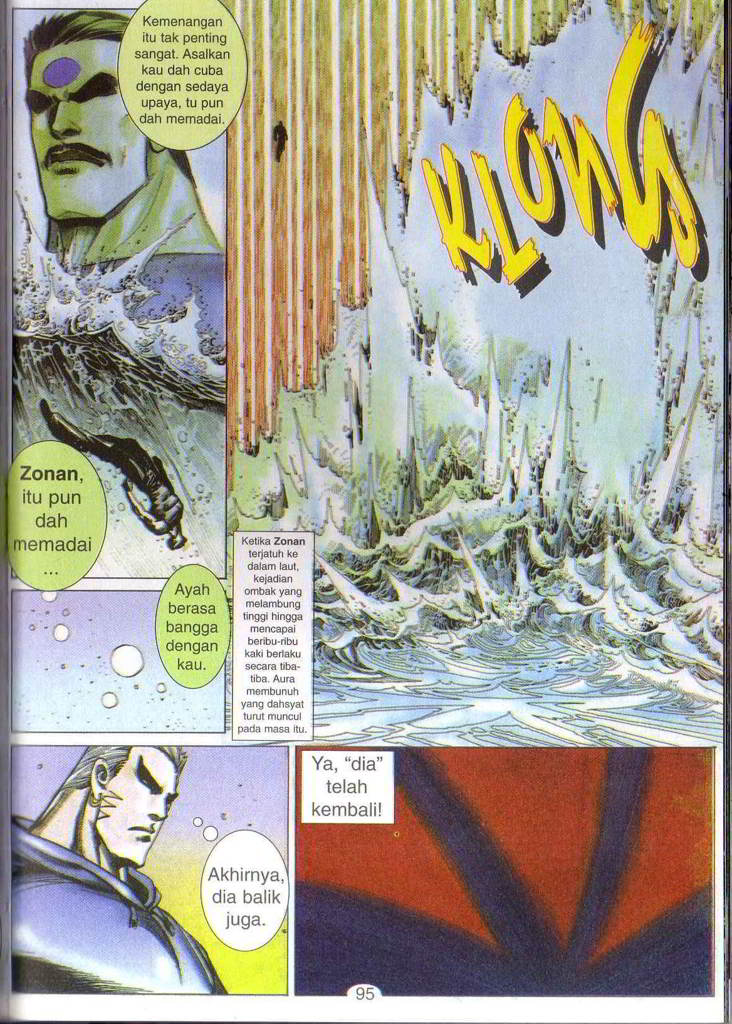 Kemenangan
itu tak penting
sangat. Asalkan
kau dah cuba
dengan sedaya
upaya, tu pun
dah memadai.
KLONG
Zonan,
itu pun
dah
memadai
...
Ayah
berasa
bangga
dengan
kau.
Ketika Zonan
terjatuh ke
dalam laut,
kejadian
ombak yang
melambung
tinggi hingga
mencapai
beribu-ribu
kaki berlaku
secara tiba-
tiba. Aura
membunuh
yang dahsyat
turut muncul
pada masa itu.
Akhirnya,
dia balik
juga.
Ya, “dia”
telah
kembali!
95